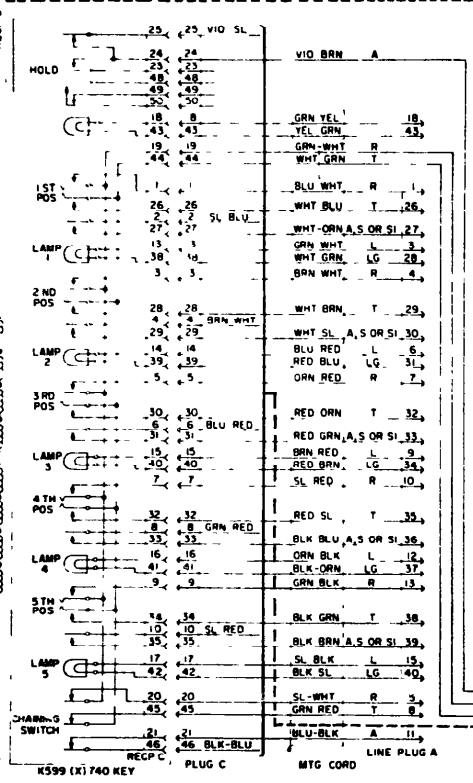 25 25 VIO SL
24 24 VIO BRN A
HOLD 23 23
48 48
49 49
50 50
18 8 GRN YEL 18
43 43 YEL GRN 43
19 19 GRN-WHT R
44 44 WHT GRN T
1ST POS 1 1 BLU WHT R 1
26 26 WHT BLU T 26
2 2 SL BLU
27 27 WHT-ORN A,S OR SI 27
LAMP 1 13 3 GRN WHT L 3
38 38 WHT GRN LG 28
3 3 BRN WHT R 4
2 ND POS
28 28 WHT BRN T 29
4 4 BRN WHT
29 29 WHT SL A,S OR SI 30
LAMP 2 14 14 BLU RED L 6
39 39 RED BLU LG 31
5 5 ORN RED R 7
3 RD POS
30 30 RED ORN T 32
6 6 BLU RED
31 31 RED GRN A,S OR SI 33
LAMP 3 15 15 BRN RED L 9
40 40 RED BRN LG 34
7 7 SL RED R 10
4 TH POS
32 32 RED SL T 35
8 8 GRN RED
33 33 BLK BLU A,S OR SI 36
LAMP 4 16 16 ORN BLK L 12
41 41 BLK-ORN LG 37
9 9 GRN BLK R 13
5 TH POS
34 34 BLK GRN T 38
10 10 SL RED
35 35 BLK BRN A,S OR SI 39
LAMP 5 17 17 SL BLK L 15
42 42 BLK SL LG 40
20 20 SL-WHT R 5
45 45 GRN RED T 8
SWITCH
21 21 BLU-BLK A 11
46 46 BLK-BLU
RECP C PLUG C MTG CORD LINE PLUG A
K599 (X) 740 KEY